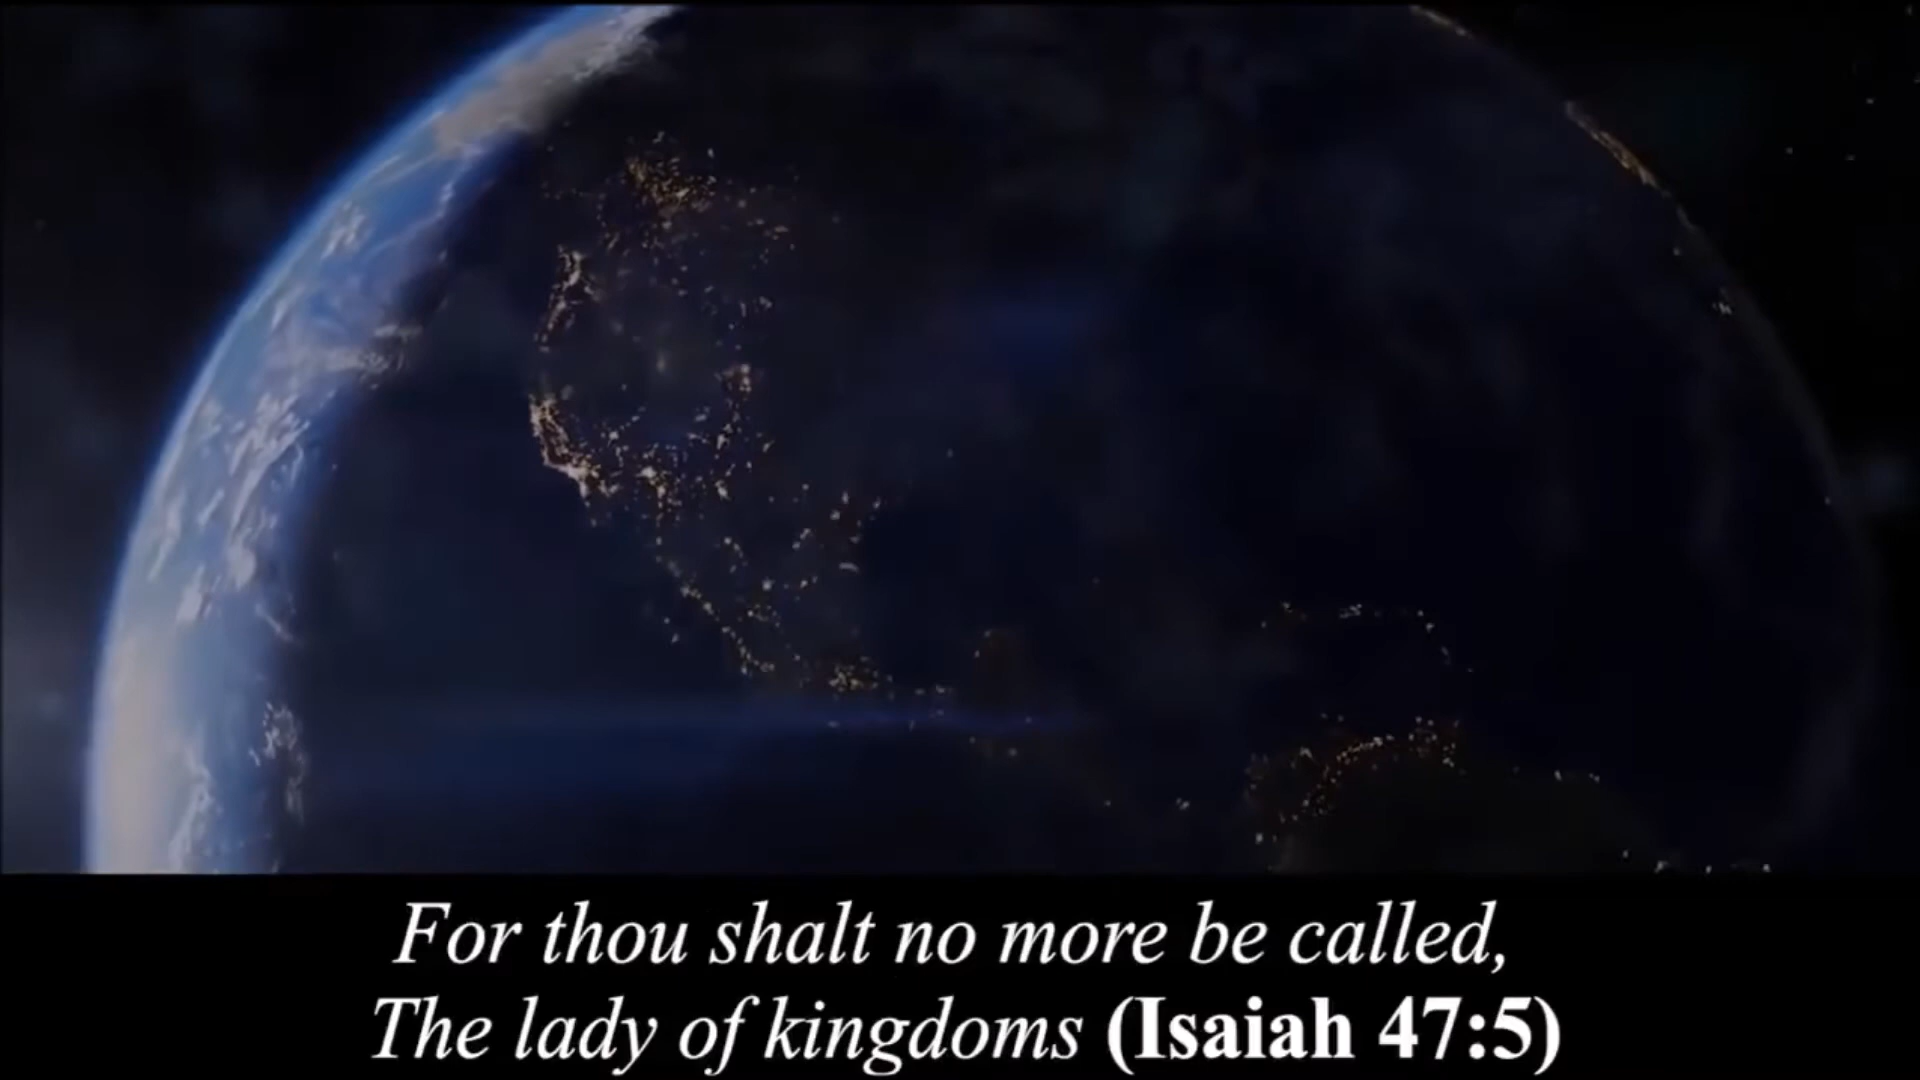 For thou shalt no more be called,
The lady of kingdoms (Isaiah 47:5)